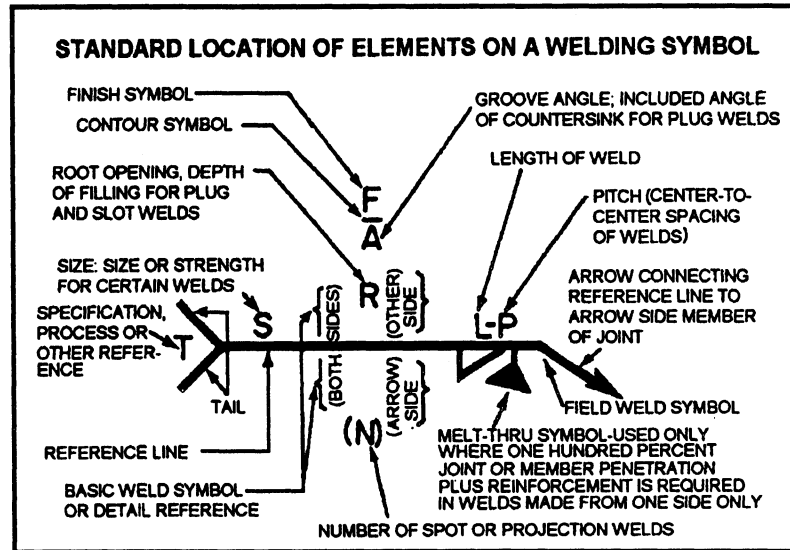 STANDARD LOCATION OF ELEMENTS ON A WELDING SYMBOL
FINISH SYMBOL
CONTOUR SYMBOL
ROOT OPENING, DEPTH
OF FILLING FOR PLUG
AND SLOT WELDS
GROOVE ANGLE; INCLUDED ANGLE
OF COUNTERSINK FOR PLUG WELDS
LENGTH OF WELD
PITCH (CENTER-TO-
CENTER SPACING
OF WELDS)
F
A
R
SIZE: SIZE OR STRENGTH
FOR CERTAIN WELDS
SPECIFICATION,
PROCESS OR
OTHER REFER-
ENCE
T
S
(BOTH SIDES)
(OTHER)
SIDE
(ARROW)
SIDE
L-P
ARROW CONNECTING
REFERENCE LINE TO
ARROW SIDE MEMBER
OF JOINT
TAIL
FIELD WELD SYMBOL
(N)
REFERENCE LINE
BASIC WELD SYMBOL
OR DETAIL REFERENCE
MELT-THRU SYMBOL-USED ONLY
WHERE ONE HUNDRED PERCENT
JOINT OR MEMBER PENETRATION
PLUS REINFORCEMENT IS REQUIRED
IN WELDS MADE FROM ONE SIDE ONLY
NUMBER OF SPOT OR PROJECTION WELDS